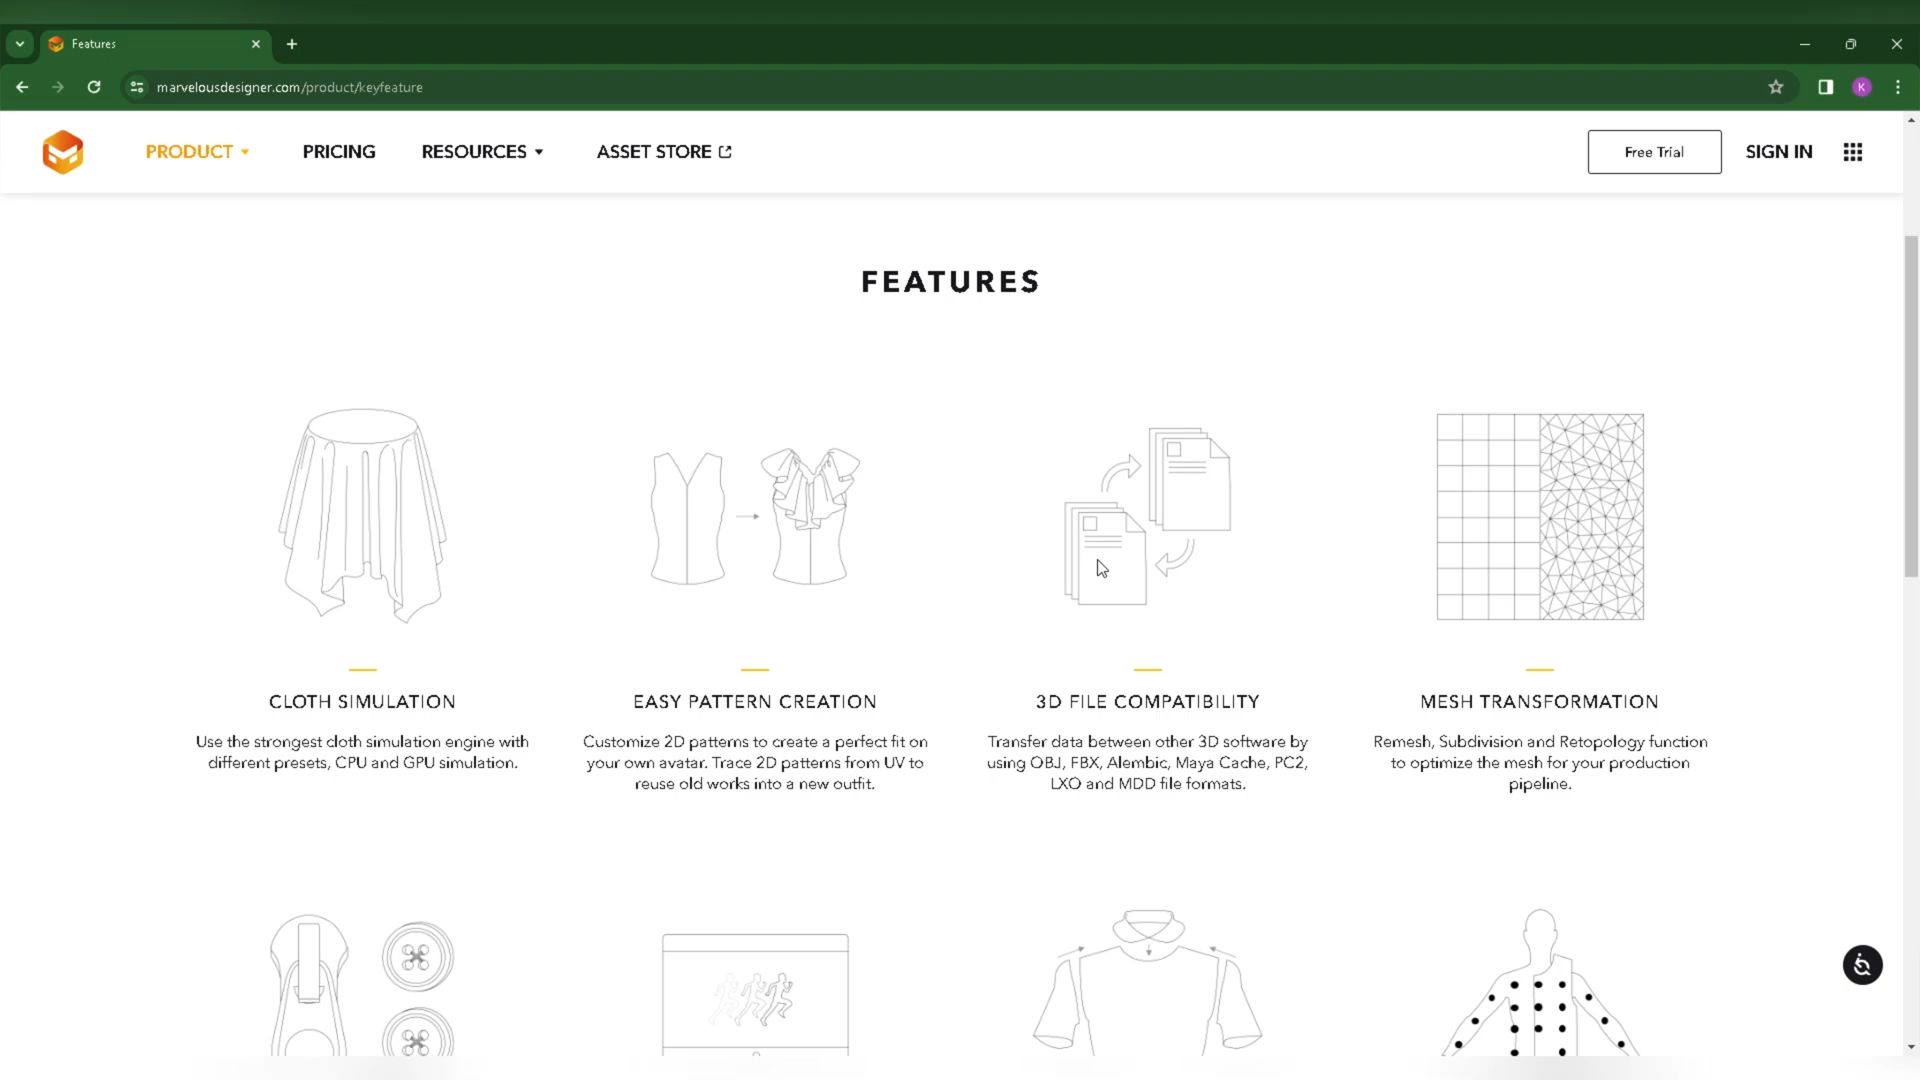 Features
marvelousdesigner.com/product/keyfeature
K
PRODUCT
PRICING
RESOURCES
ASSET STORE
Free Trial
SIGN IN
FEATURES
CLOTH SIMULATION
Use the strongest cloth simulation engine with
different presets, CPU and GPU simulation.
EASY PATTERN CREATION
Customize 2D patterns to create a perfect fit on
your own avatar. Trace 2D patterns from UV to
reuse old works into a new outfit.
3D FILE COMPATIBILITY
Transfer data between other 3D software by
using OBJ, FBX, Alembic, Maya Cache, PC2,
LXO and MDD file formats.
MESH TRANSFORMATION
Remesh, Subdivision and Retopology function
to optimize the mesh for your production
pipeline.